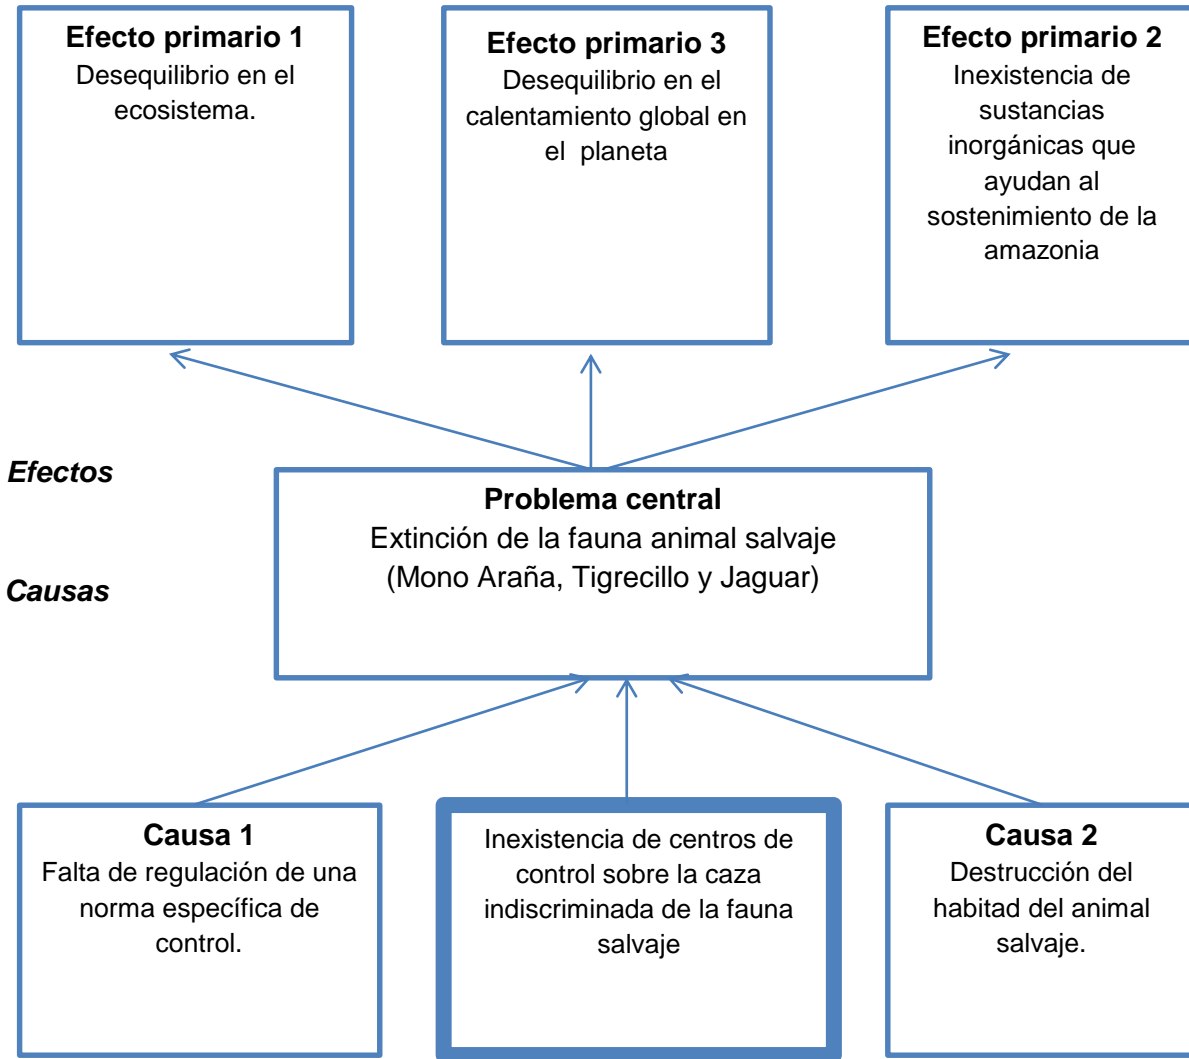 Efecto primario 1
Desequilibrio en el
ecosistema.
Efecto primario 3
Desequilibrio en el
calentamiento global en
el planeta
Efecto primario 2
Inexistencia de
sustancias
inorgánicas que
ayudan al
sostenimiento de la
amazonia
Efectos
Problema central
Extinción de la fauna animal salvaje
(Mono Araña, Tigrecillo y Jaguar)
Causas
Causa 1
Falta de regulación de una
norma específica de
control.
Inexistencia de centros de
control sobre la caza
indiscriminada de la fauna
salvaje
Causa 2
Destrucción del
habitad del animal
salvaje.